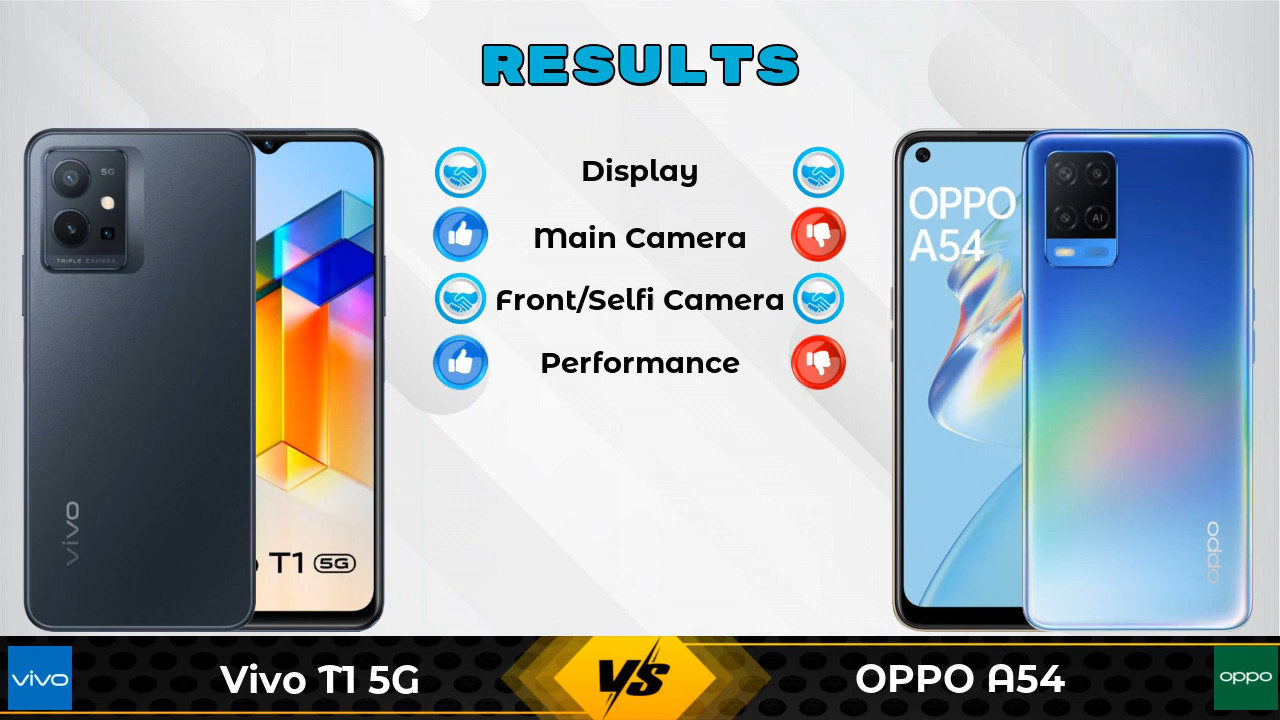 RESULTS
5G
TRIPLE CAMERA
vivo
T1 5G
Display
Main Camera
Front/Selfi Camera
Performance
OPPO
A54
AI
oppo
vivo
Vivo T1 5G
VS
OPPO A54
oppo